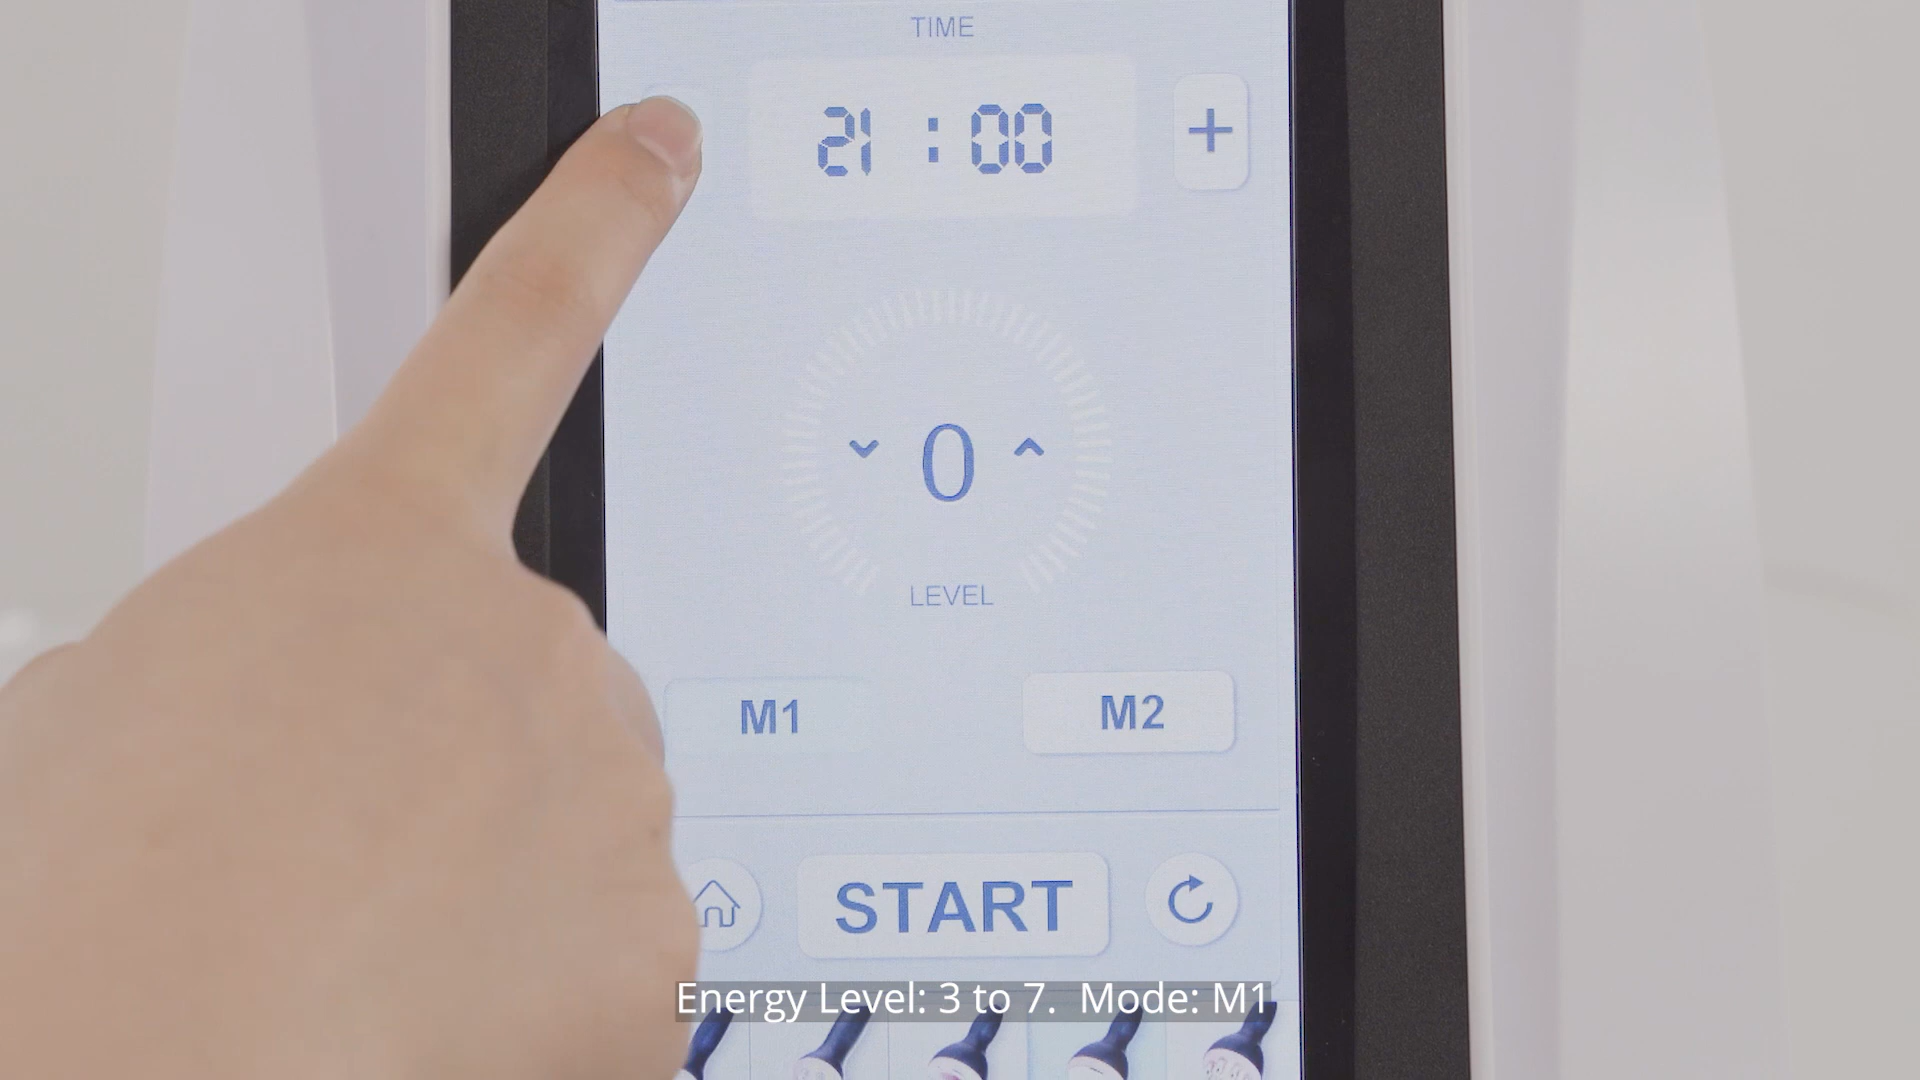 TIME
21 : 00 +
0
LEVEL
M1 M2
START
Energy Level: 3 to 7. Mode: M1